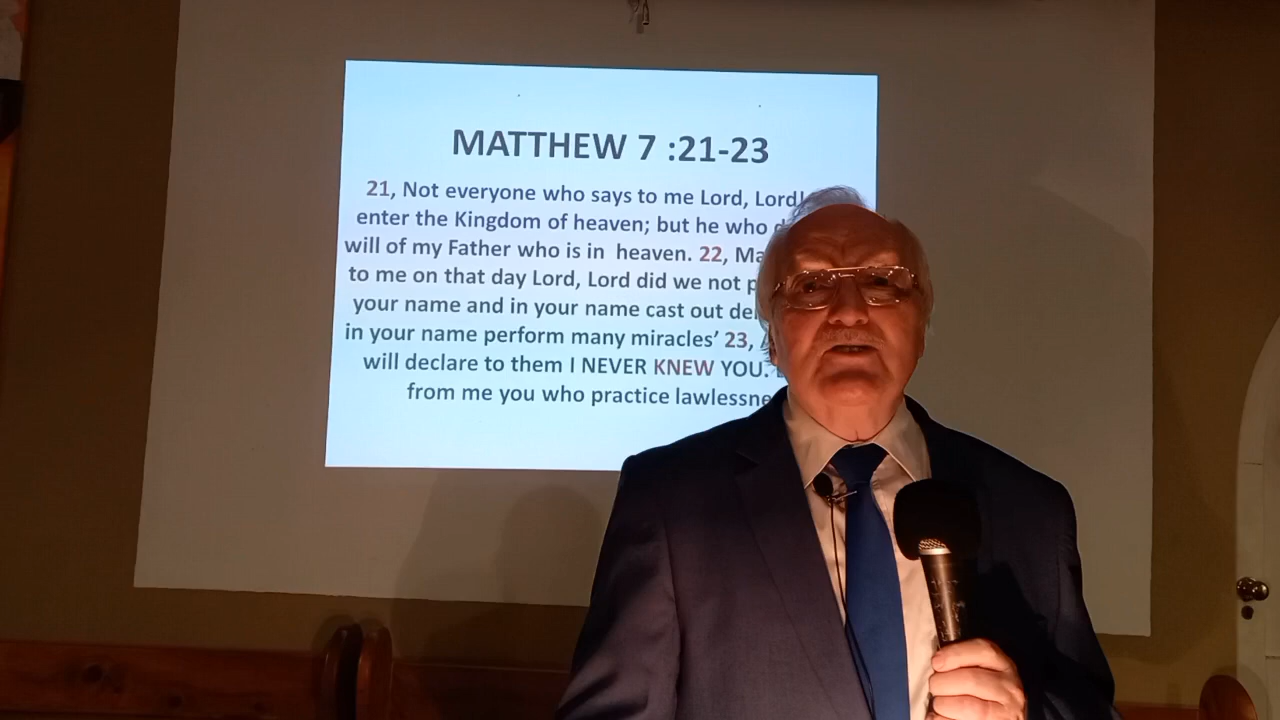 MATTHEW 7 :21-23
21, Not everyone who says to me Lord, Lord!
enter the Kingdom of heaven; but he who
will of my Father who is in heaven. 22,
to me on that day Lord, Lord did we not
your name and in your name cast out
in your name perform many miracles’ 23,
will declare to them I NEVER KNEW YOU.
from me you who practice